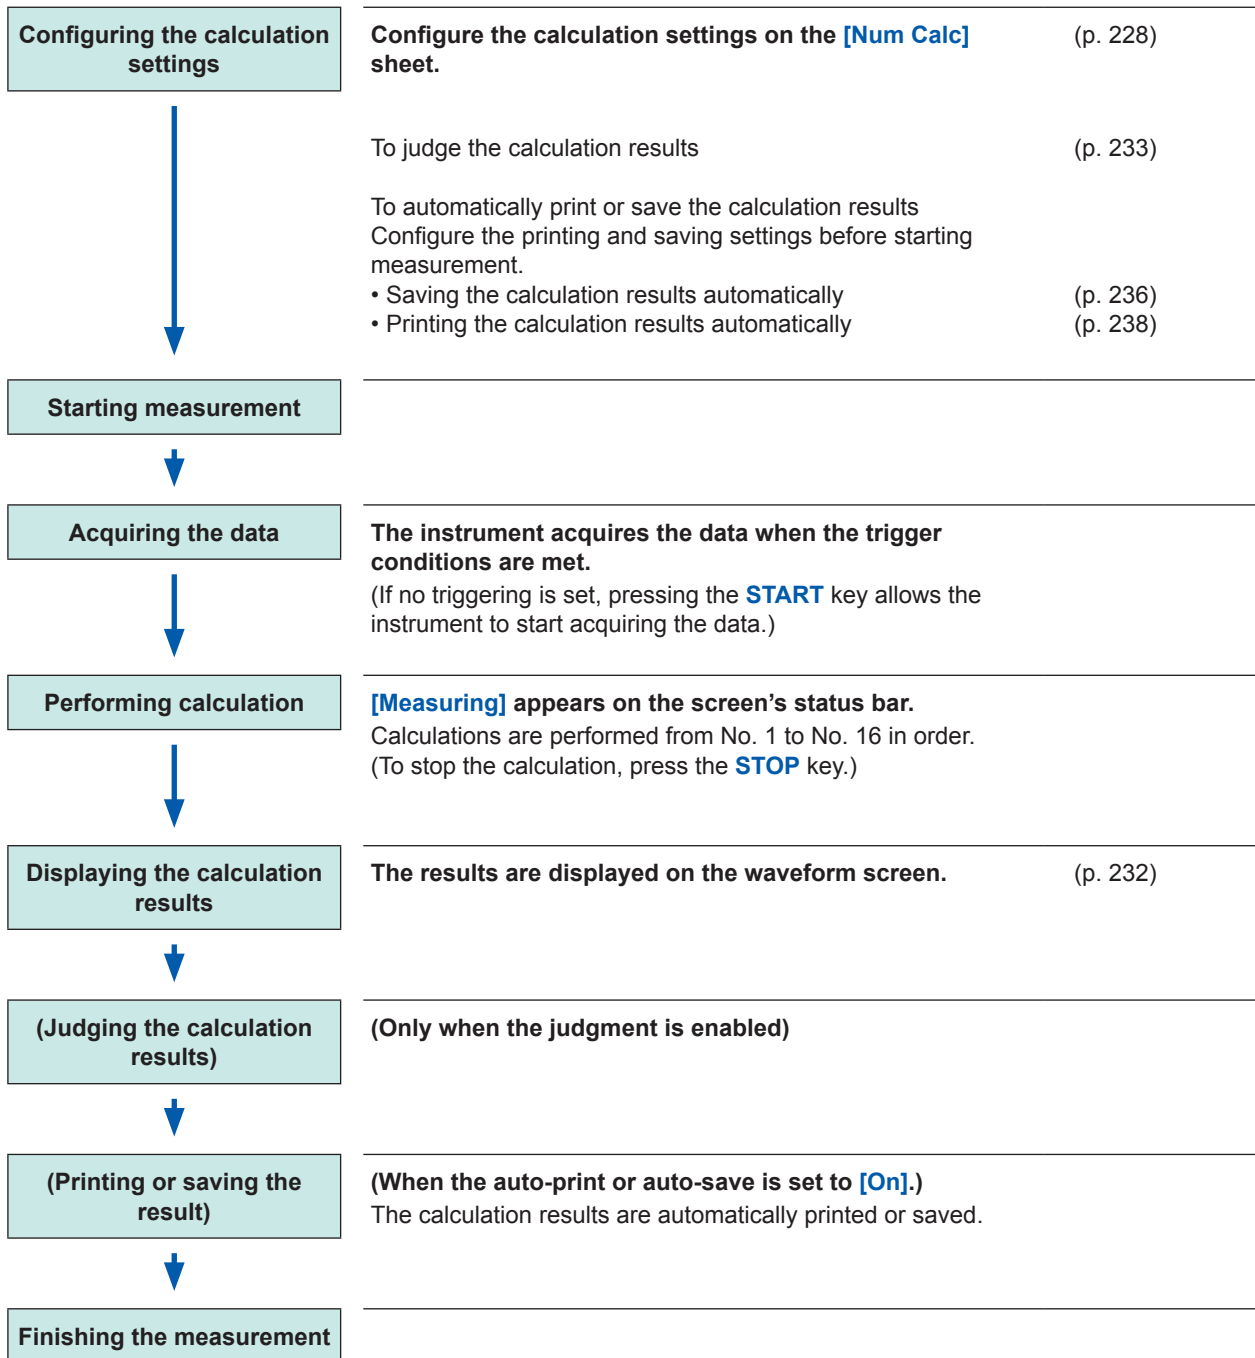 Configuring the calculation
settings
Configure the calculation settings on the [Num Calc]
sheet.
(p. 228)
To judge the calculation results
(p. 233)
To automatically print or save the calculation results
Configure the printing and saving settings before starting
measurement.
• Saving the calculation results automatically
(p. 236)
• Printing the calculation results automatically
(p. 238)
Starting measurement
Acquiring the data
The instrument acquires the data when the trigger
conditions are met.
(If no triggering is set, pressing the START key allows the
instrument to start acquiring the data.)
Performing calculation
[Measuring] appears on the screen’s status bar.
Calculations are performed from No. 1 to No. 16 in order.
(To stop the calculation, press the STOP key.)
Displaying the calculation
results
The results are displayed on the waveform screen.
(p. 232)
(Judging the calculation
results)
(Only when the judgment is enabled)
(Printing or saving the
result)
(When the auto-print or auto-save is set to [On].)
The calculation results are automatically printed or saved.
Finishing the measurement